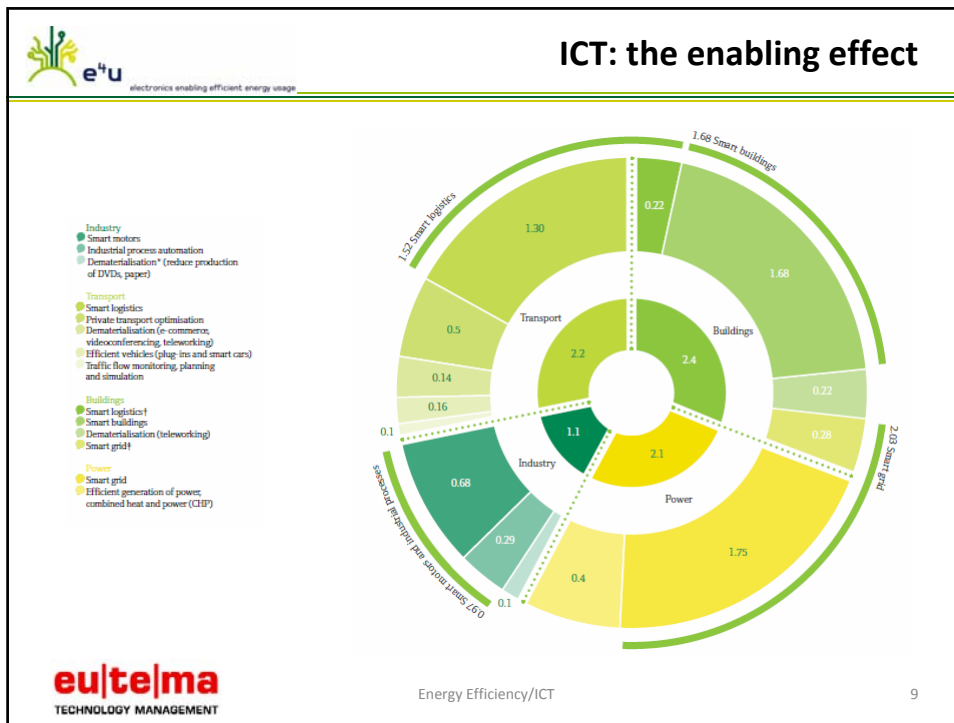 e4u
electronics enabling efficient energy usage
ICT: the enabling effect
Industry
Smart motors
Industrial process automation
Dematerialisation* (reduce production
of DVDs, paper)
Transport
Smart logistics
Private transport optimisation
Dematerialisation (e-commerce,
videoconferencing, teleworking)
Efficient vehicles (plug-ins and smart cars)
Traffic flow monitoring, planning
and simulation
Buildings
Smart logistics†
Smart buildings
Dematerialisation (teleworking)
Smart grid‡
Power
Smart grid
Efficient generation of power,
combined heat and power (CHP)
1.52 Smart logistics
1.68 Smart buildings
2.03 Smart grid
0.97 Smart motors and industrial processes
1.30
0.5
0.14
0.16
0.1
Transport
2.2
0.22
1.68
0.22
0.28
Buildings
2.4
0.68
0.29
0.1
Industry
1.1
1.75
0.4
Power
2.1
eu|te|ma
TECHNOLOGY MANAGEMENT
Energy Efficiency/ICT
9